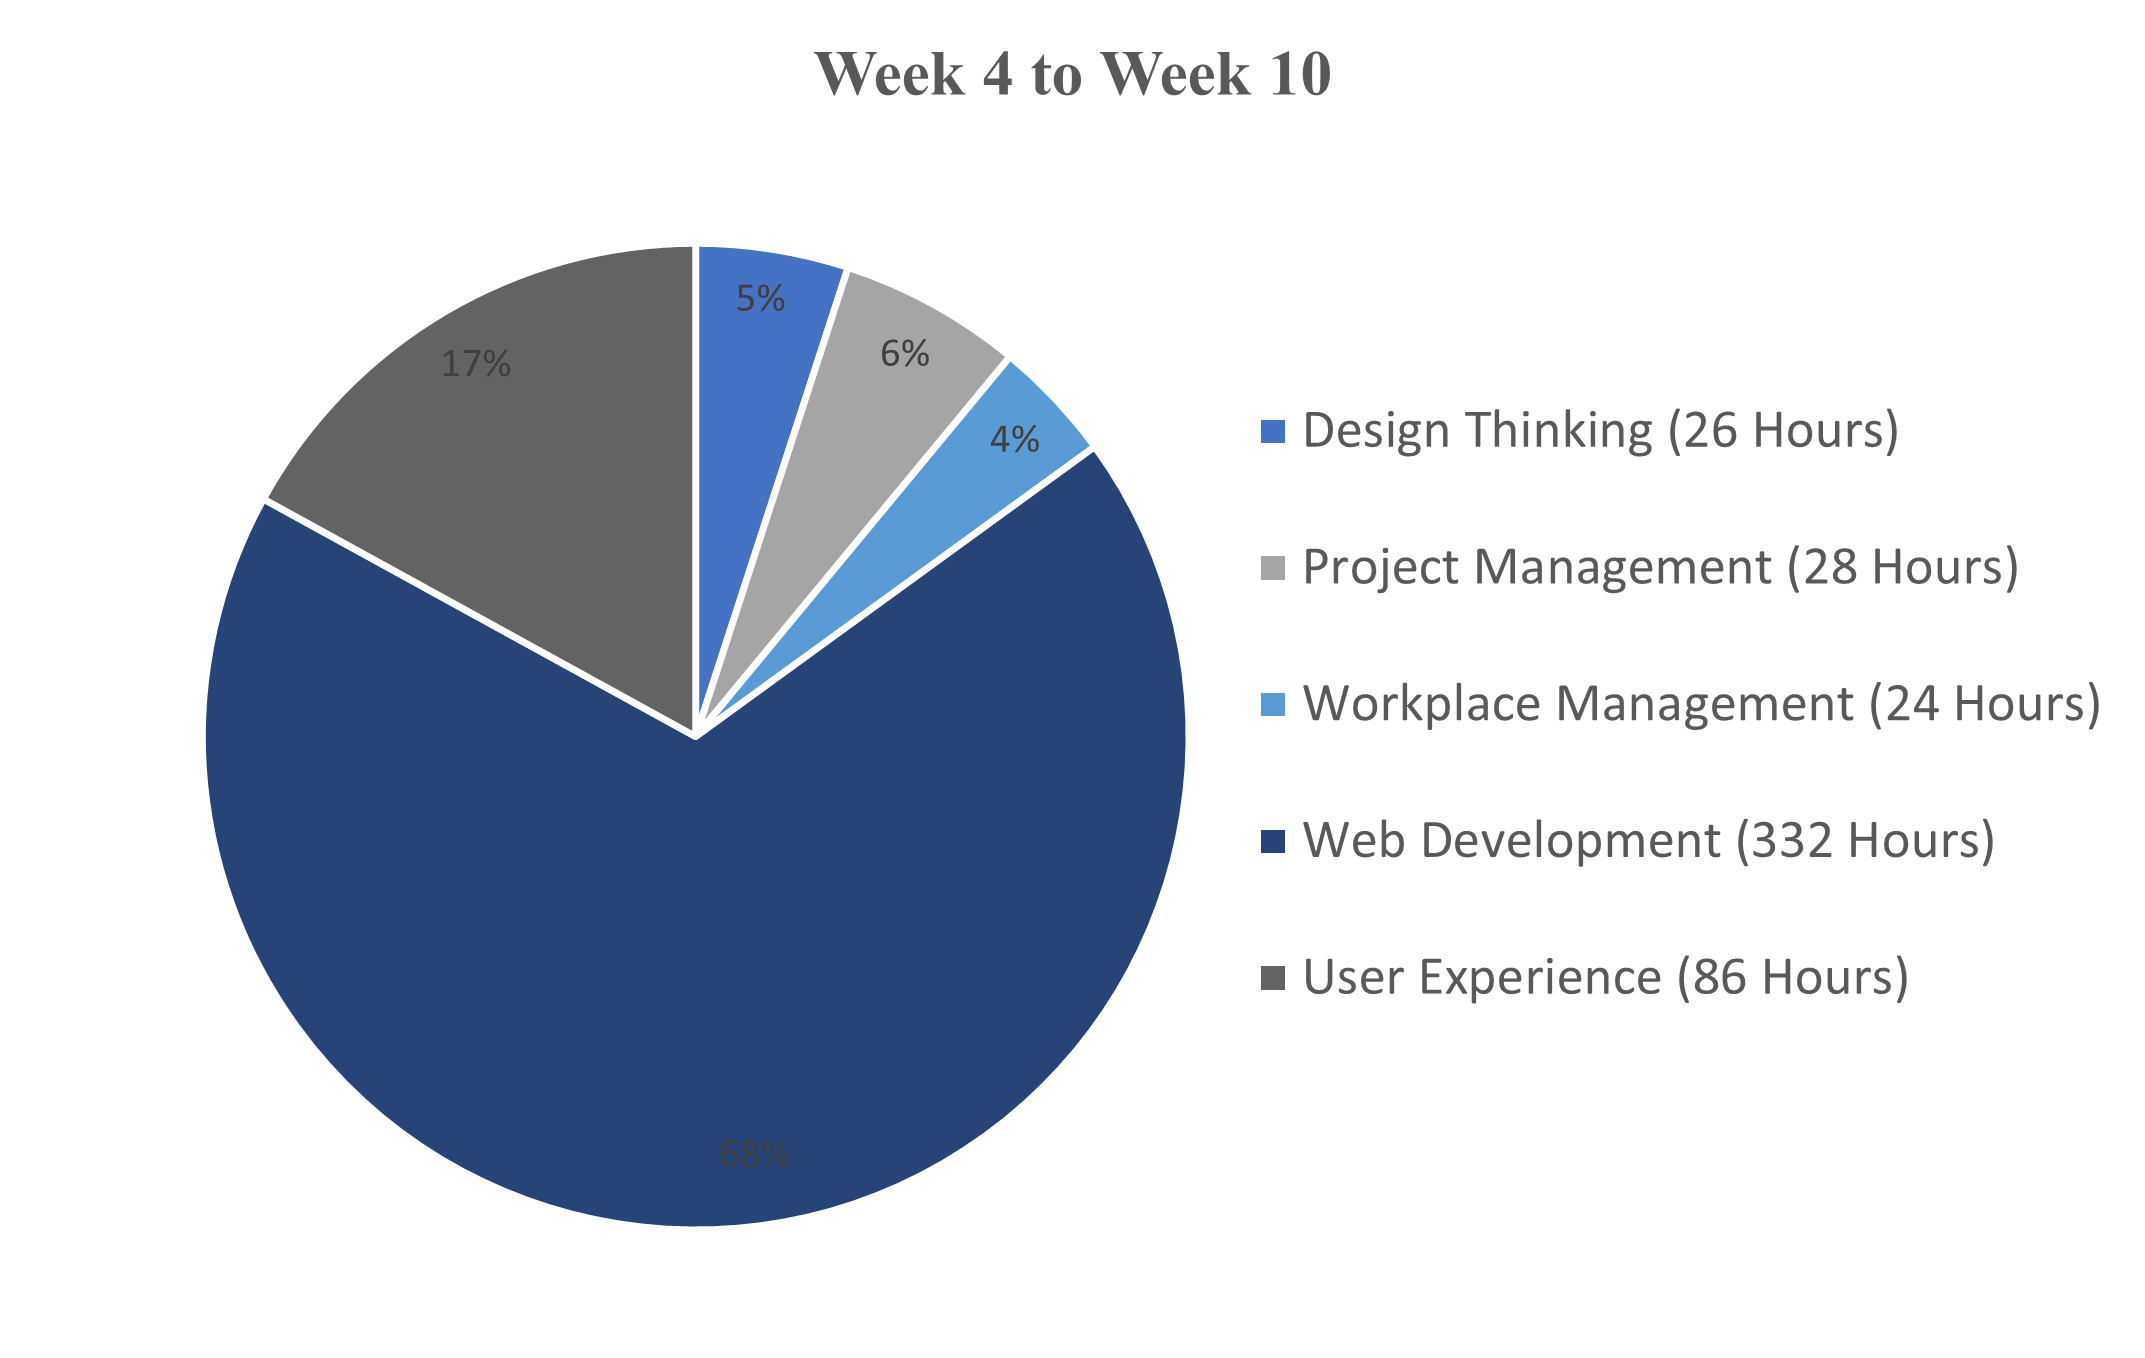 Week 4 to Week 10
5%
6%
17%
4%
68%
Design Thinking (26 Hours)
Project Management (28 Hours)
Workplace Management (24 Hours)
Web Development (332 Hours)
User Experience (86 Hours)